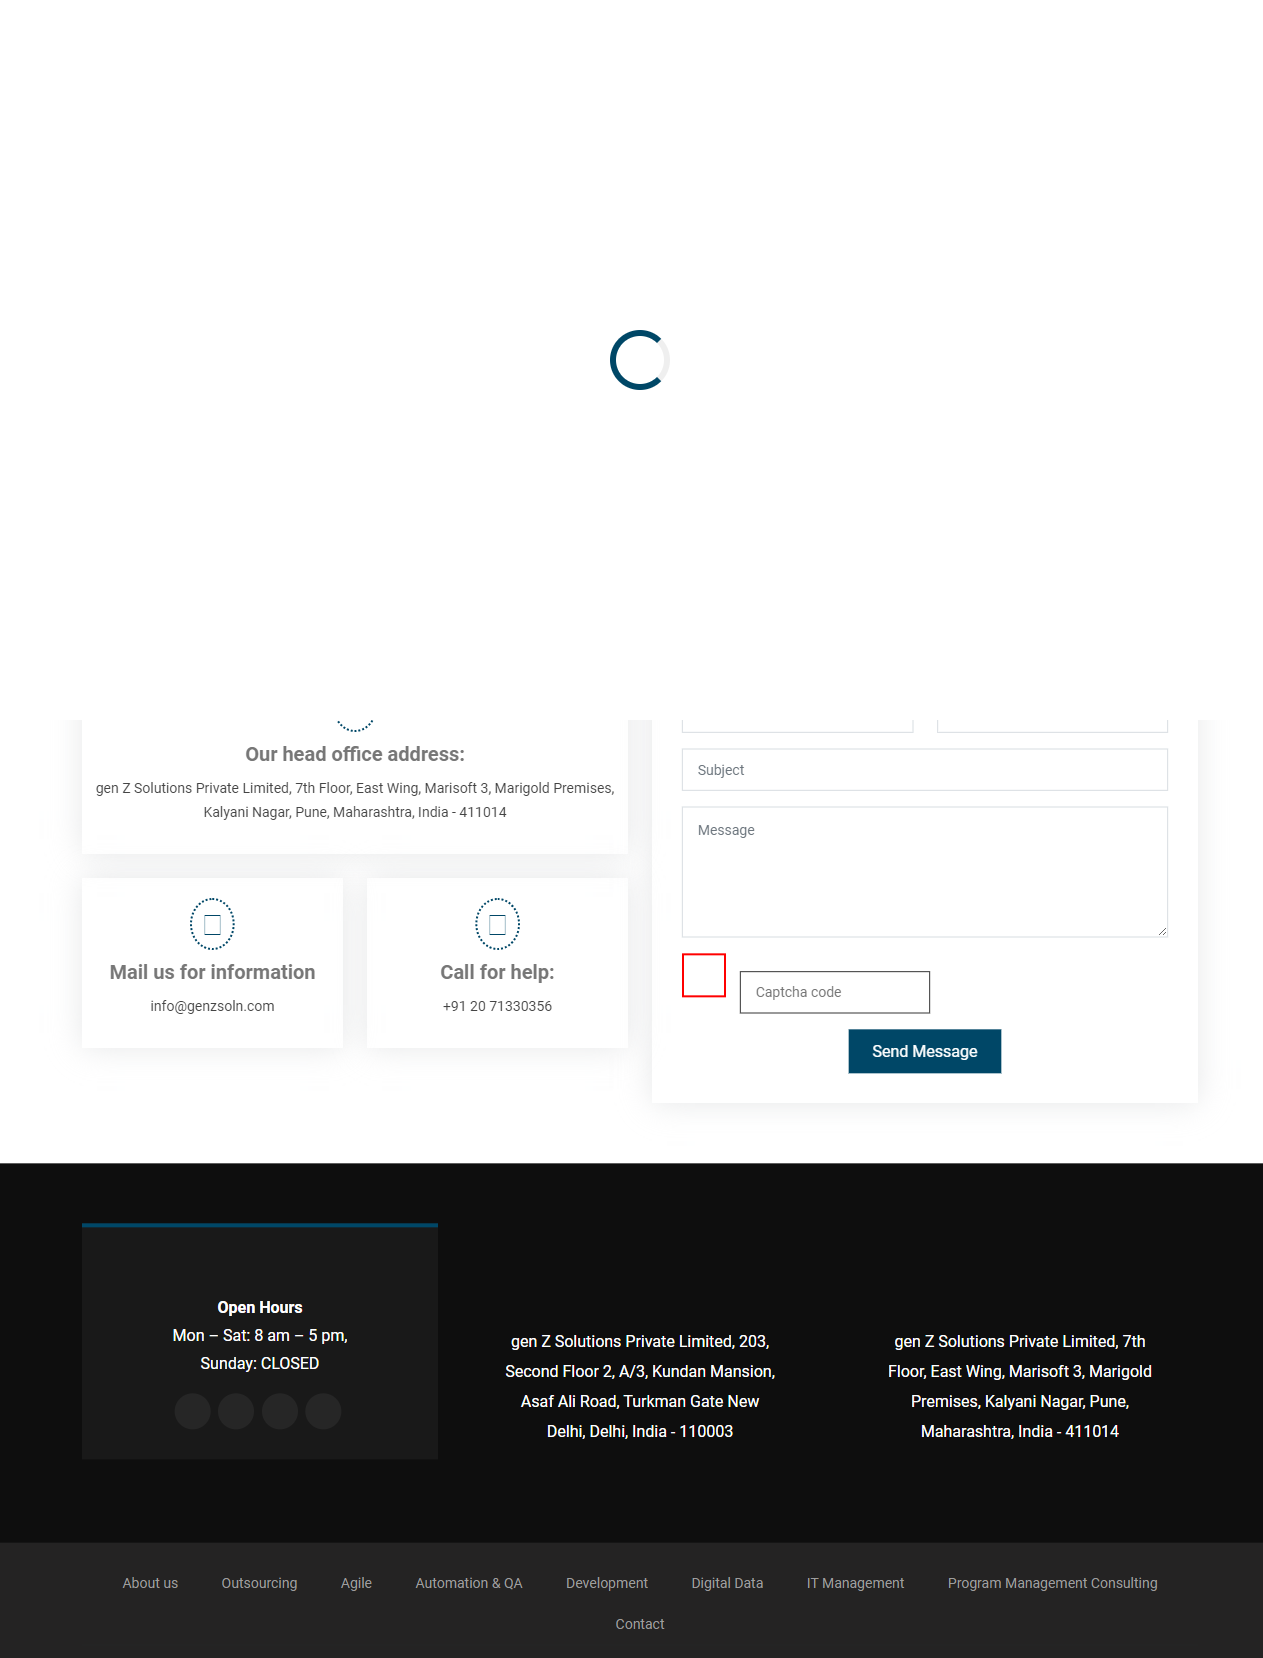 Our head office address:
gen Z Solutions Private Limited, 7th Floor, East Wing, Marisoft 3, Marigold Premises,
Kalyani Nagar, Pune, Maharashtra, India - 411014
Mail us for information
info@genzsoln.com
Call for help:
+91 20 71330356
Subject
Message
Captcha code
Send Message
Open Hours
Mon – Sat: 8 am – 5 pm,
Sunday: CLOSED
gen Z Solutions Private Limited, 203,
Second Floor 2, A/3, Kundan Mansion,
Asaf Ali Road, Turkman Gate New
Delhi, Delhi, India - 110003
gen Z Solutions Private Limited, 7th
Floor, East Wing, Marisoft 3, Marigold
Premises, Kalyani Nagar, Pune,
Maharashtra, India - 411014
About us Outsourcing Agile Automation & QA Development Digital Data IT Management Program Management Consulting
Contact